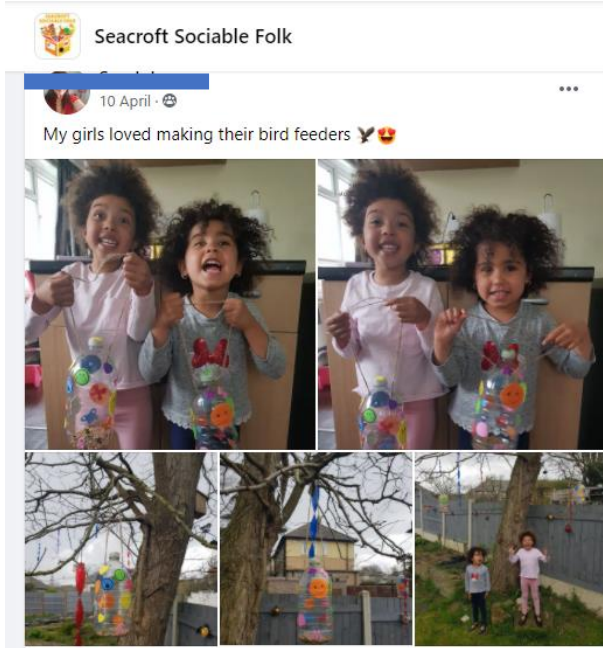 Seacroft Sociable Folk
10 April ·
My girls loved making their bird feeders 🦅😍